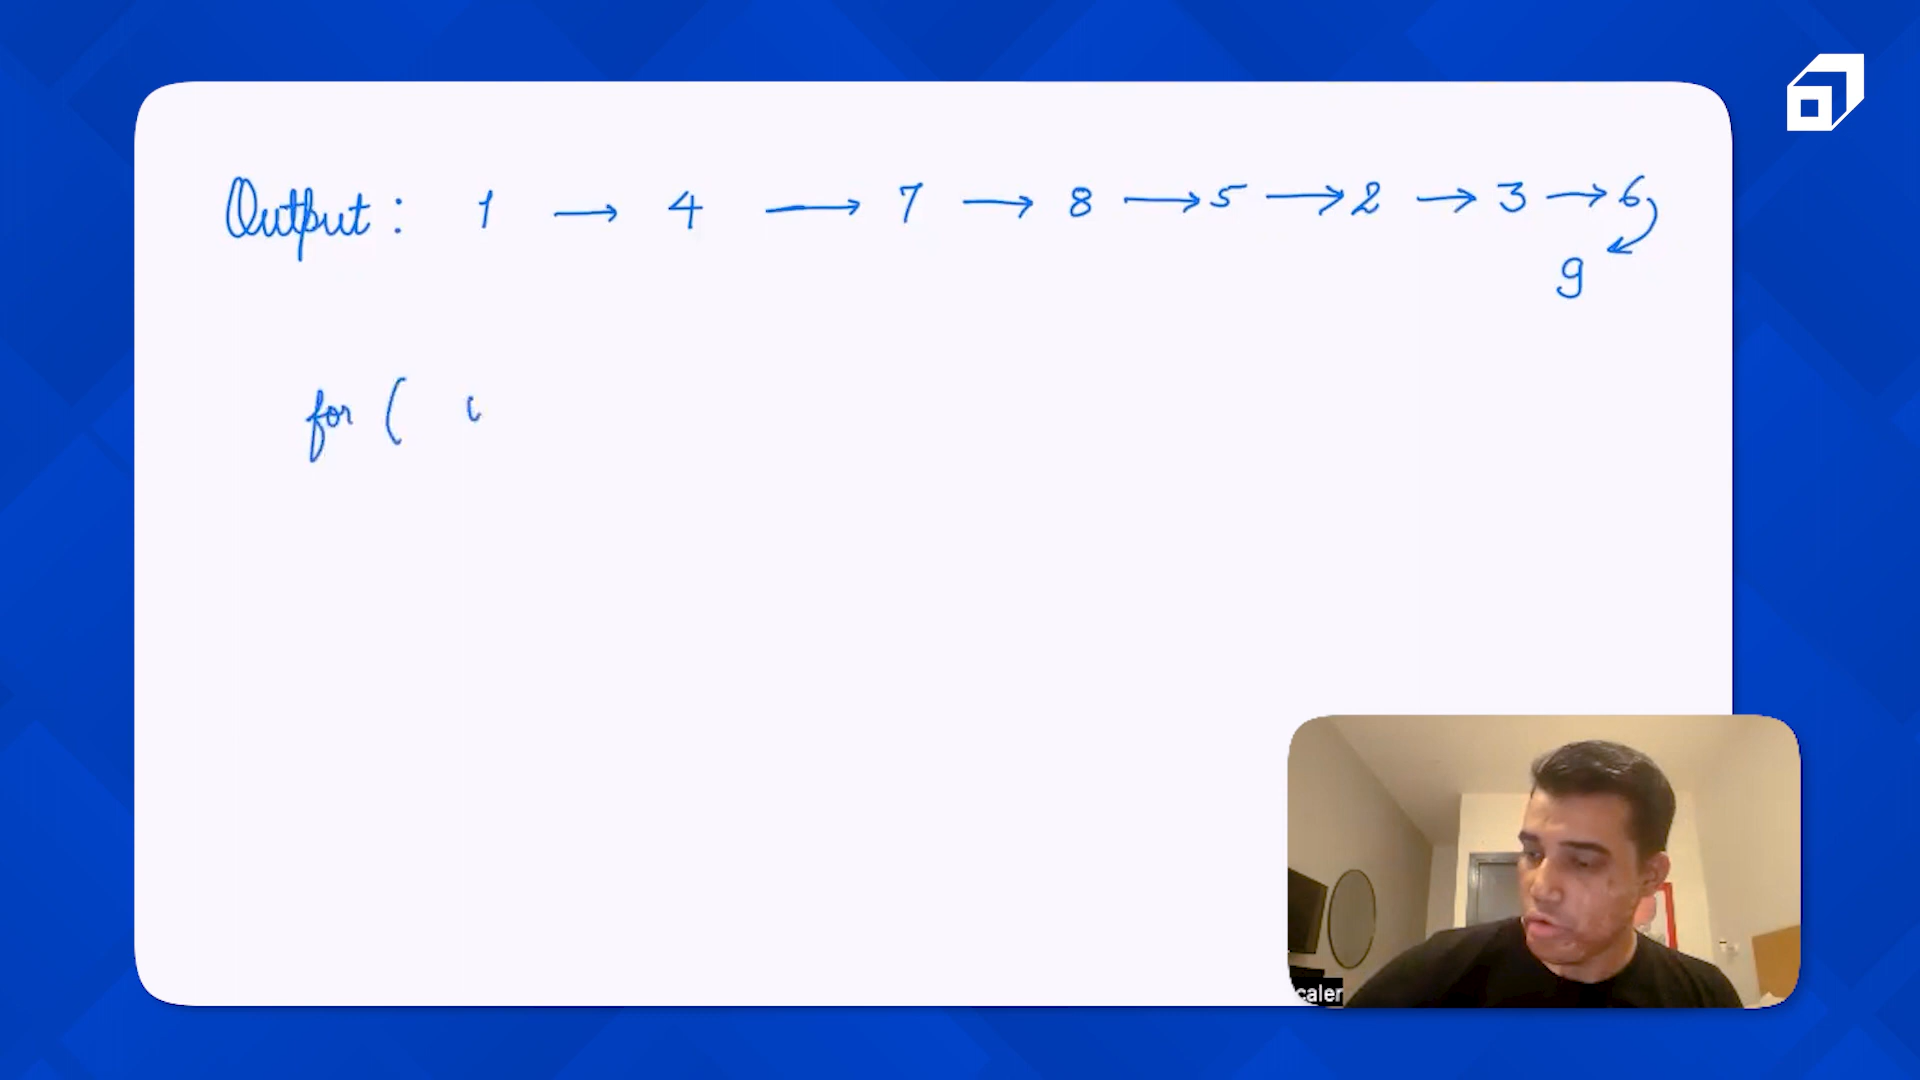 Output : 1 → 4 → 7 → 8 → 5 → 2 → 3 → 6
9
for ( i
caler